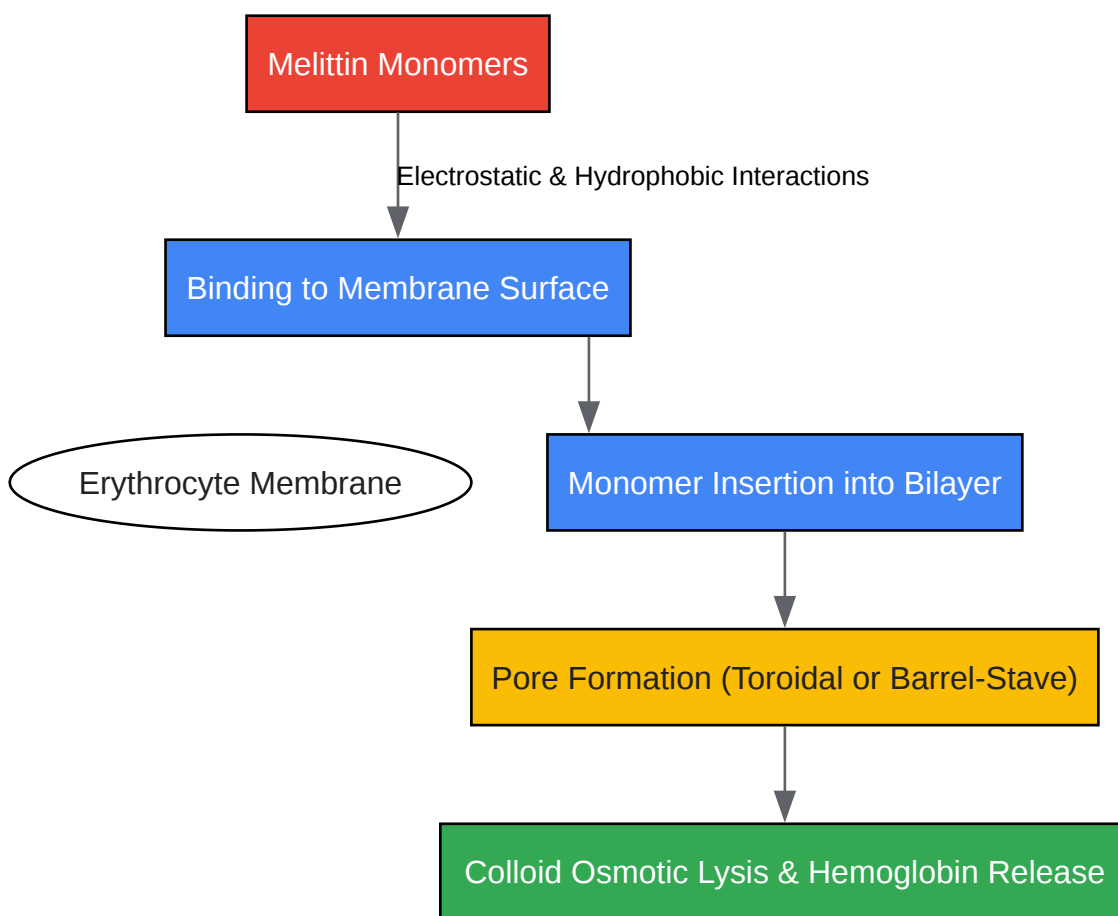 Melittin Monomers
Electrostatic & Hydrophobic Interactions
Binding to Membrane Surface
Erythrocyte Membrane
Monomer Insertion into Bilayer
Pore Formation (Toroidal or Barrel-Stave)
Colloid Osmotic Lysis & Hemoglobin Release